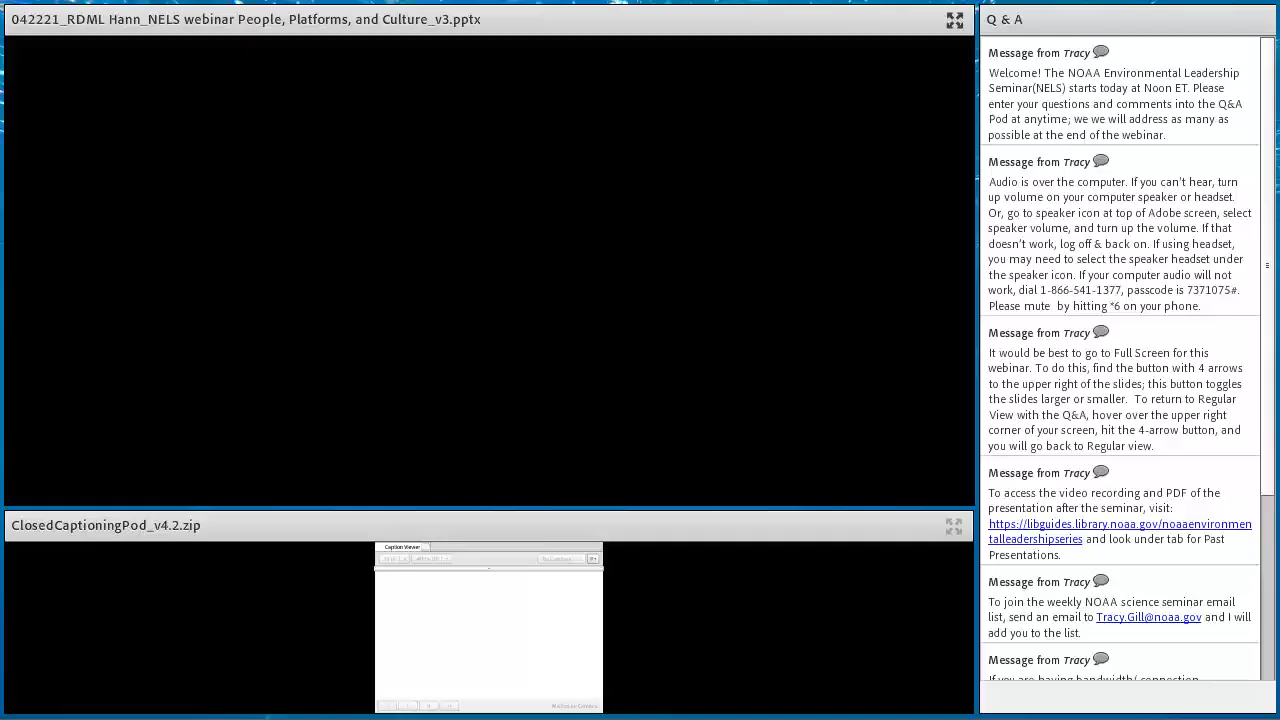 042221_RDML Hann_NELS webinar People, Platforms, and Culture_v3.pptx
Q & A
Message from Tracy
Welcome! The NOAA Environmental Leadership
Seminar(NELS) starts today at Noon ET. Please
enter your questions and comments into the Q&A
Pod at anytime; we we will address as many as
possible at the end of the webinar.
Message from Tracy
Audio is over the computer. If you can't hear, turn
up volume on your computer speaker or headset.
Or, go to speaker icon at top of Adobe screen, select
speaker volume, and turn up the volume. If that
doesn't work, log off & back on. If using headset,
you may need to select the speaker headset under
the speaker icon. If your computer audio will not
work, dial 1-866-541-1377, passcode is 7371075#.
Please mute  by hitting *6 on your phone.
Message from Tracy
It would be best to go to Full Screen for this
webinar. To do this, find the button with 4 arrows
to the upper right of the slides; this button toggles
the slides larger or smaller.  To return to Regular
View with the Q&A, hover over the upper right
corner of your screen, hit the 4-arrow button, and
you will go back to Regular view.
Message from Tracy
To access the video recording and PDF of the
presentation after the seminar, visit:
https://libguides.library.noaa.gov/noaaenvironmen
talleadershipseries and look under tab for Past
Presentations.
Message from Tracy
To join the weekly NOAA science seminar email
list, send an email to Tracy.Gill@noaa.gov and I will
add you to the list.
Message from Tracy
ClosedCaptioningPod_v4.2.zip
Caption Viewer